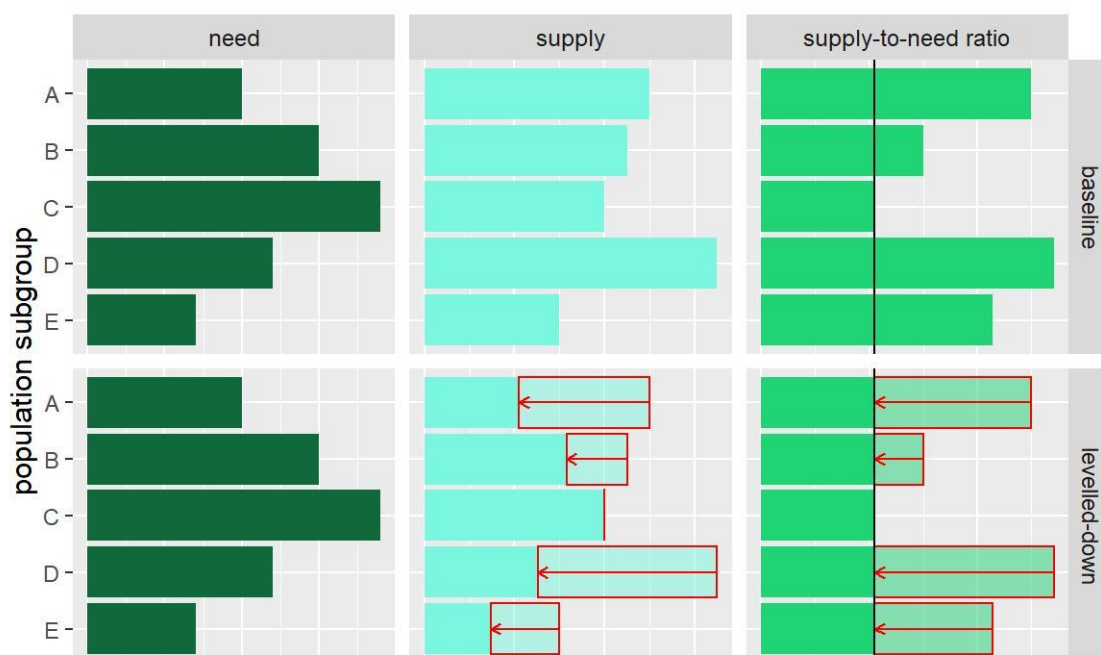 need
supply
supply-to-need ratio
population subgroup
A
B
C
D
E
baseline
A
B
C
D
E
levelled-down